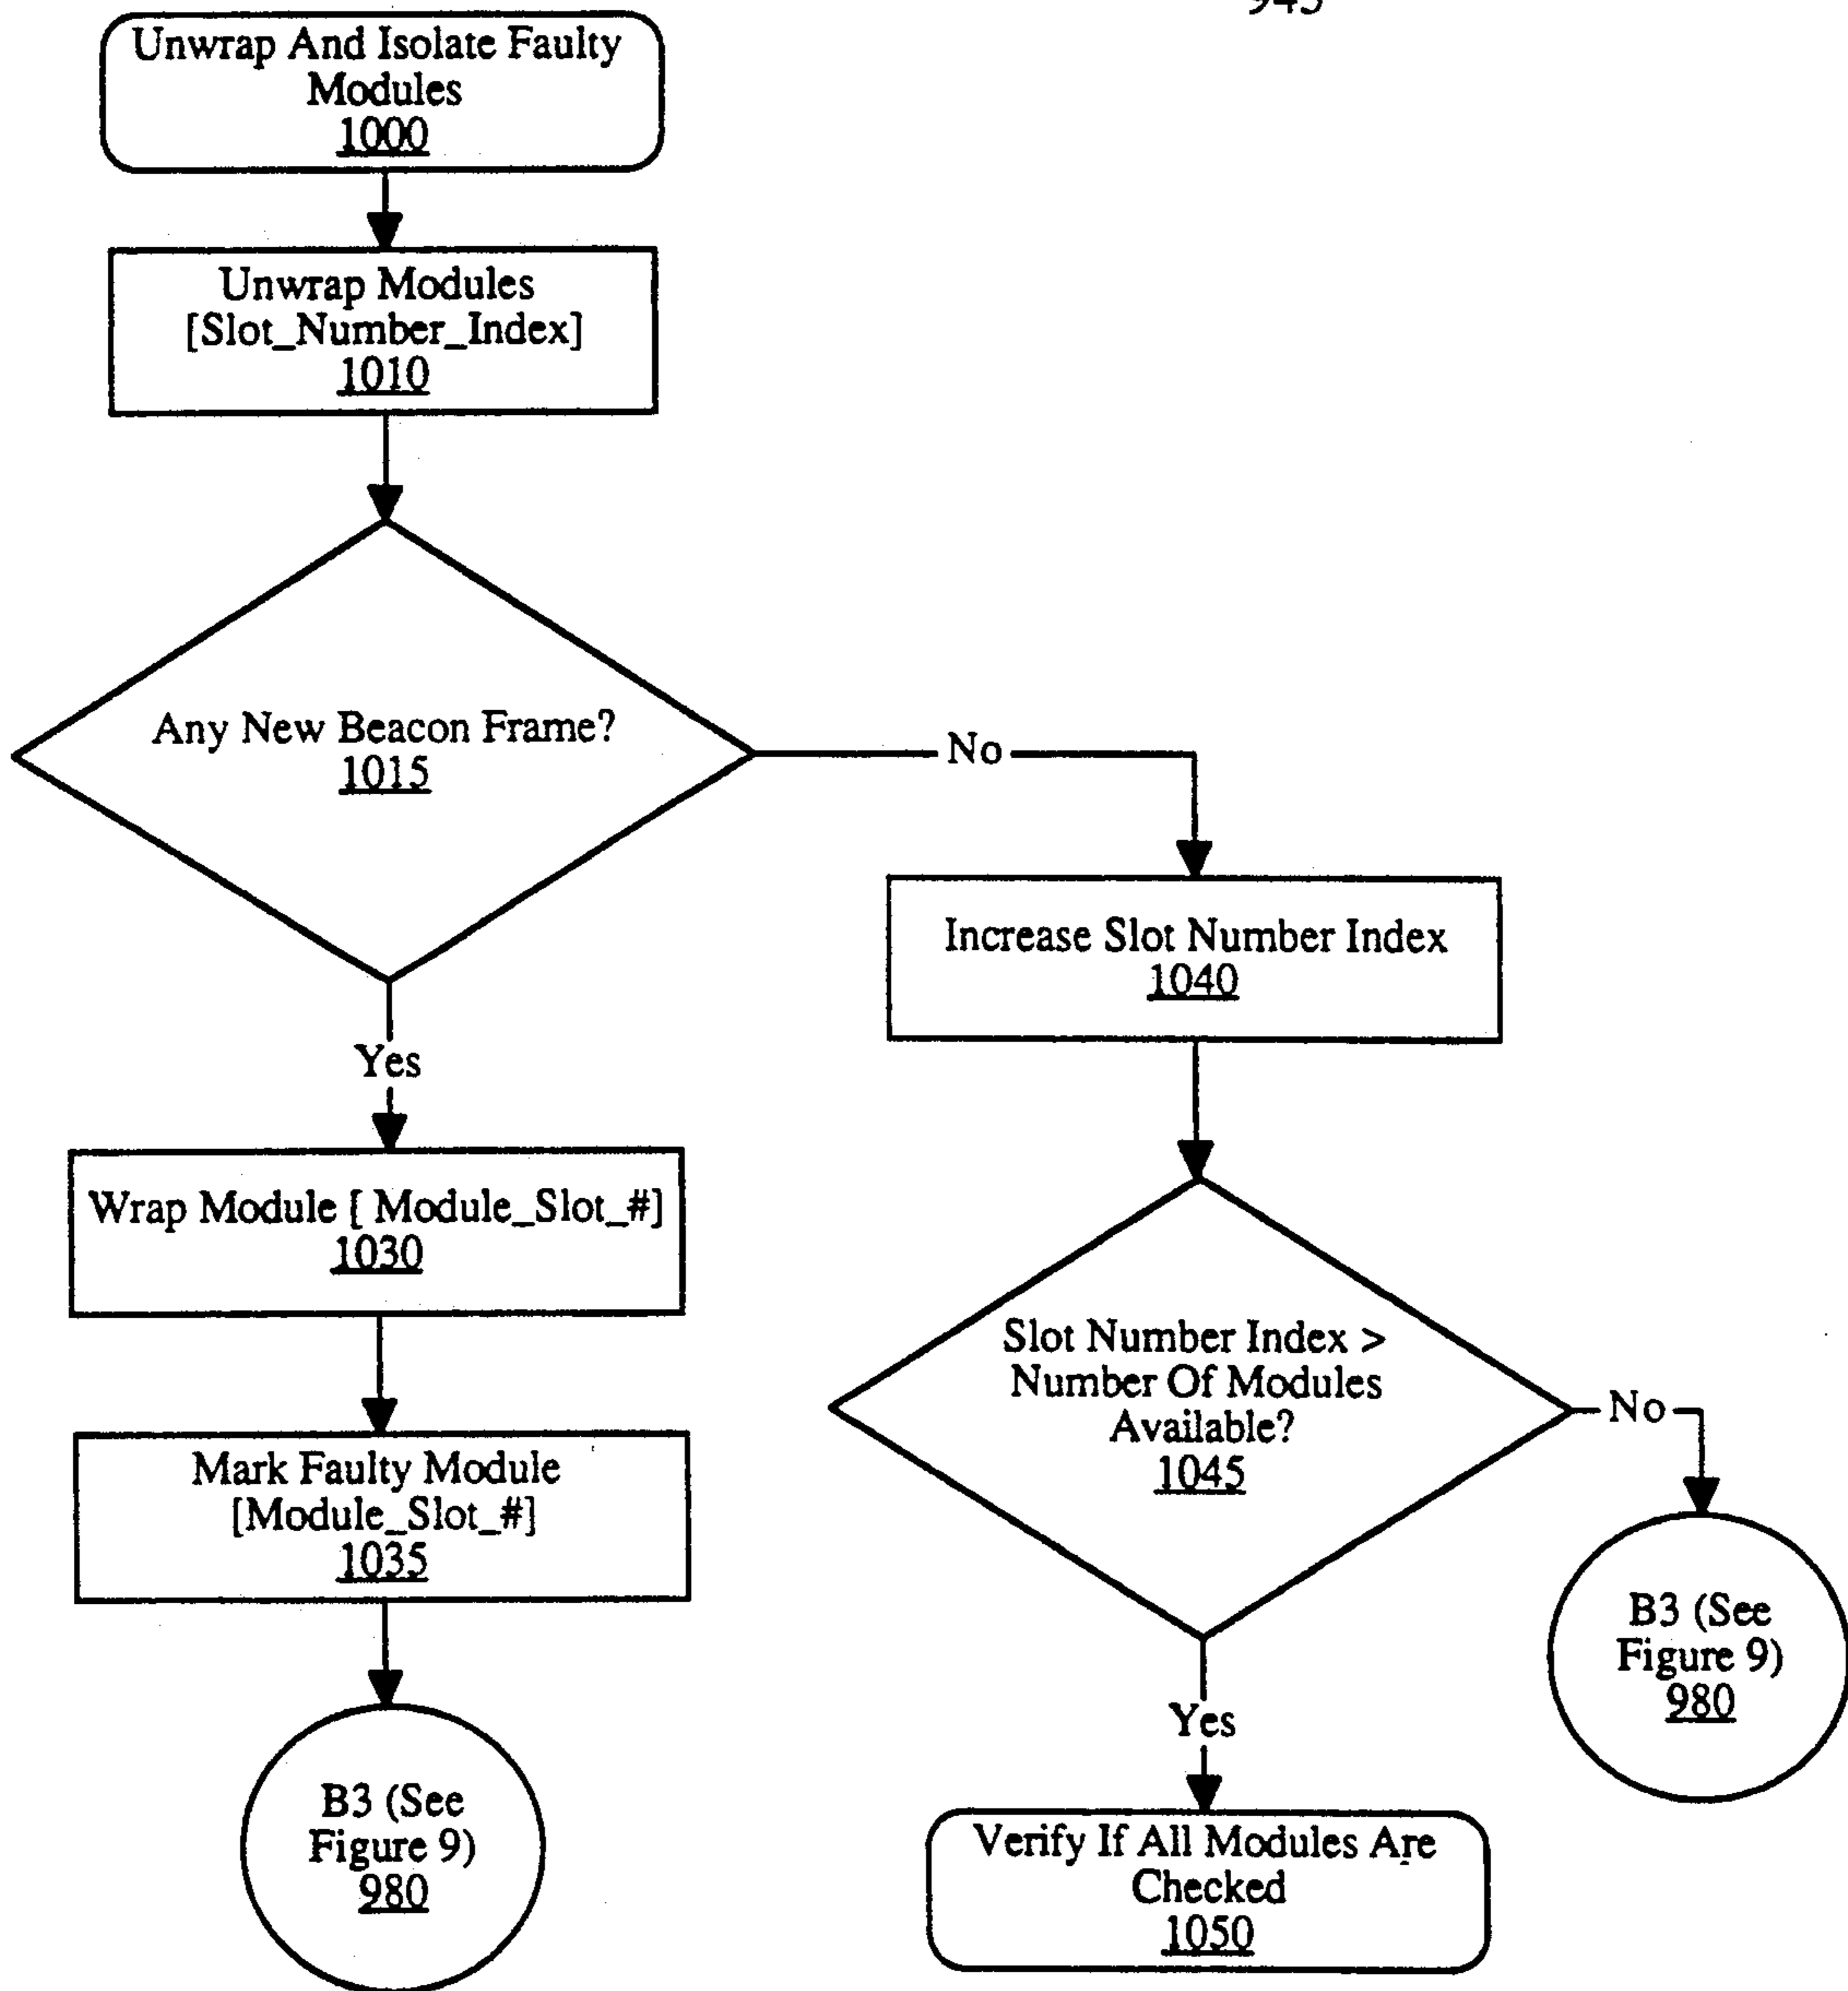 945
Unwrap And Isolate Faulty
Modules
1000
Unwrap Modules
[Slot_Number_Index]
1010
Any New Beacon Frame?
1015
No
Yes
Increase Slot Number Index
1040
Wrap Module [ Module_Slot_#]
1030
Slot Number Index >
Number Of Modules
Available?
1045
No
Mark Faulty Module
[Module_Slot_#]
1035
B3 (See
Figure 9)
980
Yes
B3 (See
Figure 9)
980
Verify If All Modules Are
Checked
1050